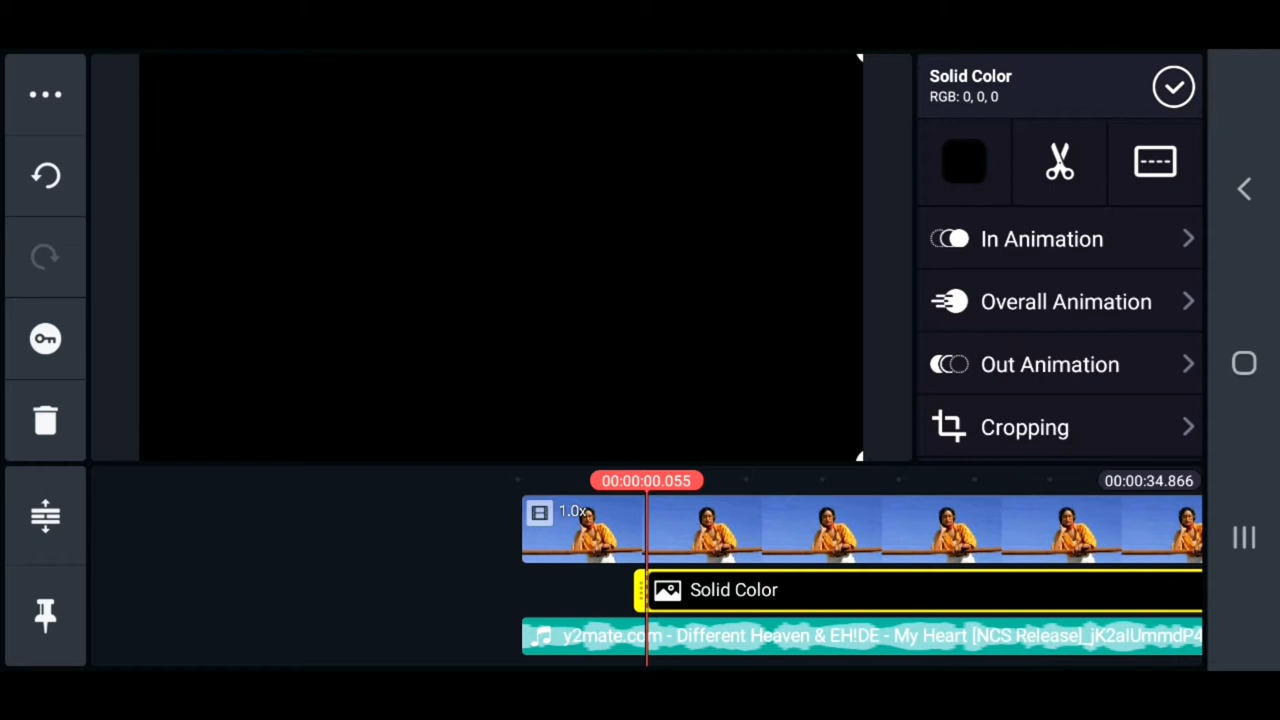 Solid Color
RGB: 0, 0, 0
In Animation
Overall Animation
Out Animation
Cropping
00:00:00.055
00:00:34.866
1.0x
Solid Color
y2mate.com - Different Heaven & EH!DE - My Heart [NCS Release]_jK2aIUmmdP4